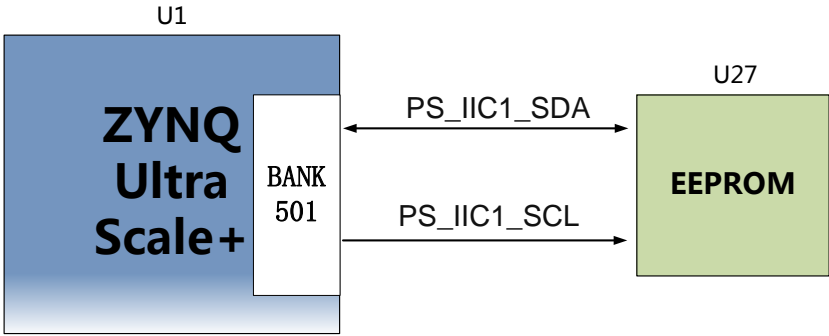 U1
U27
ZYNQ
Ultra
Scale+
BANK
501
PS_IIC1_SDA
PS_IIC1_SCL
EEPROM